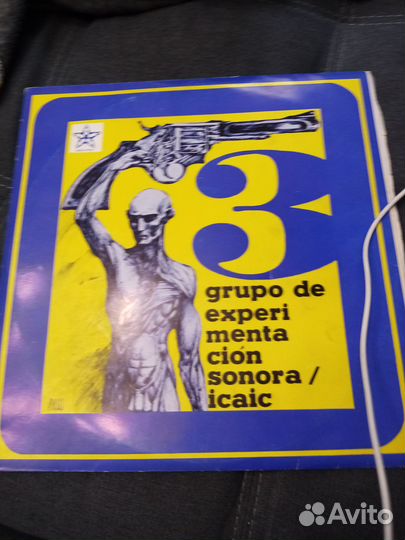 3
grupo de
experi
menta
ción
sonora /
icaic
Avito